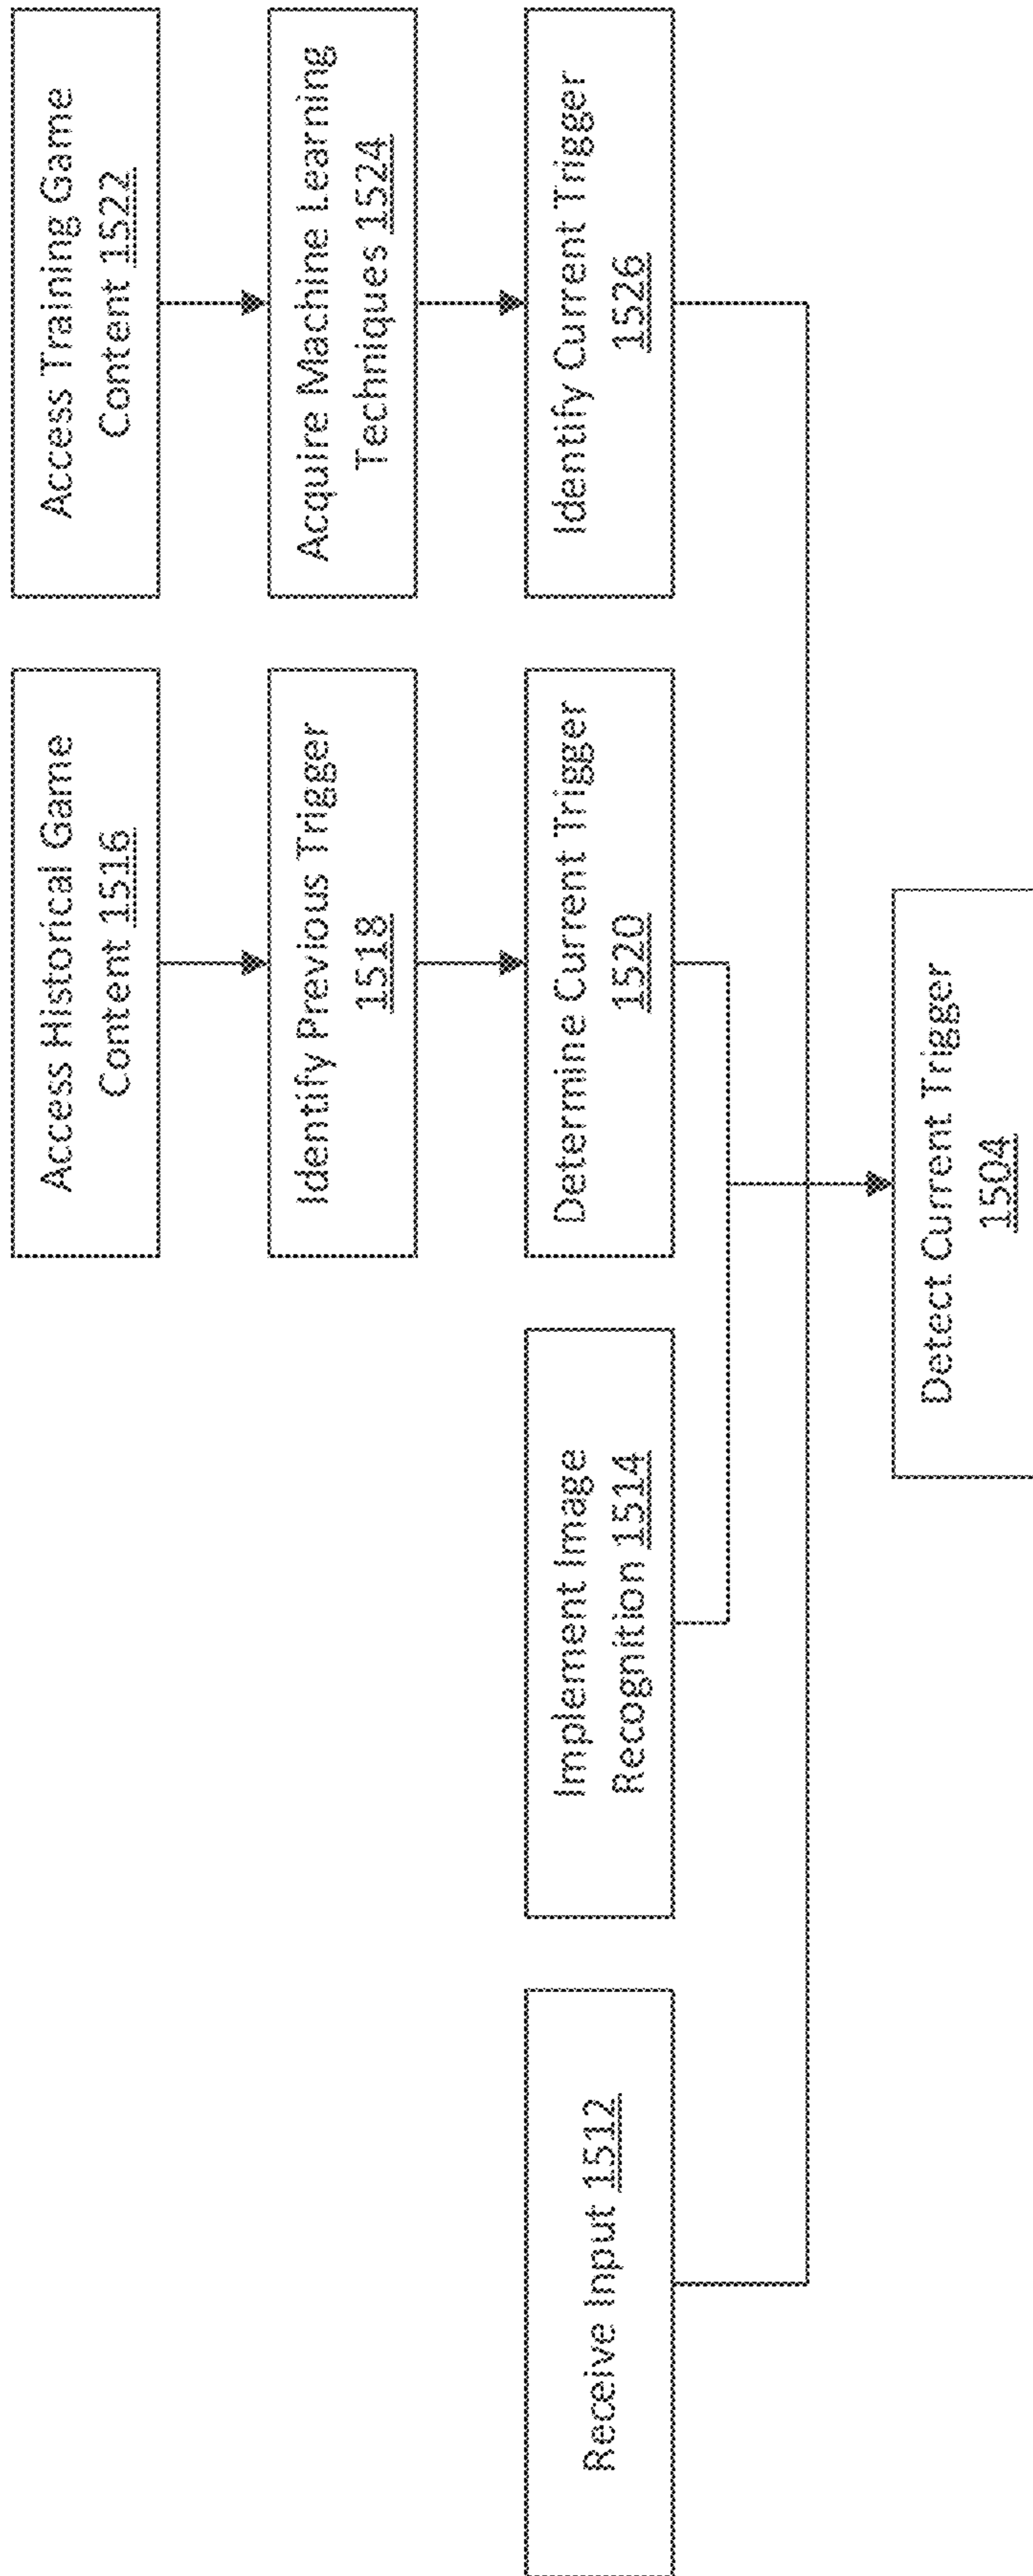 Access Historical Game
Content 1516
Access Training Game
Content 1522
Identify Previous Trigger
1518
Acquire Machine Learning
Techniques 1524
Receive Input 1512
Implement Image
Recognition 1514
Determine Current Trigger
1520
Identify Current Trigger
1526
Detect Current Trigger
1504